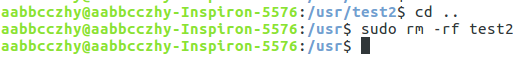 aabbcczhy@aabbcczhy-Inspiron-5576:/usr/test2$ cd ..
aabbcczhy@aabbcczhy-Inspiron-5576:/usr$ sudo rm -rf test2
aabbcczhy@aabbcczhy-Inspiron-5576:/usr$